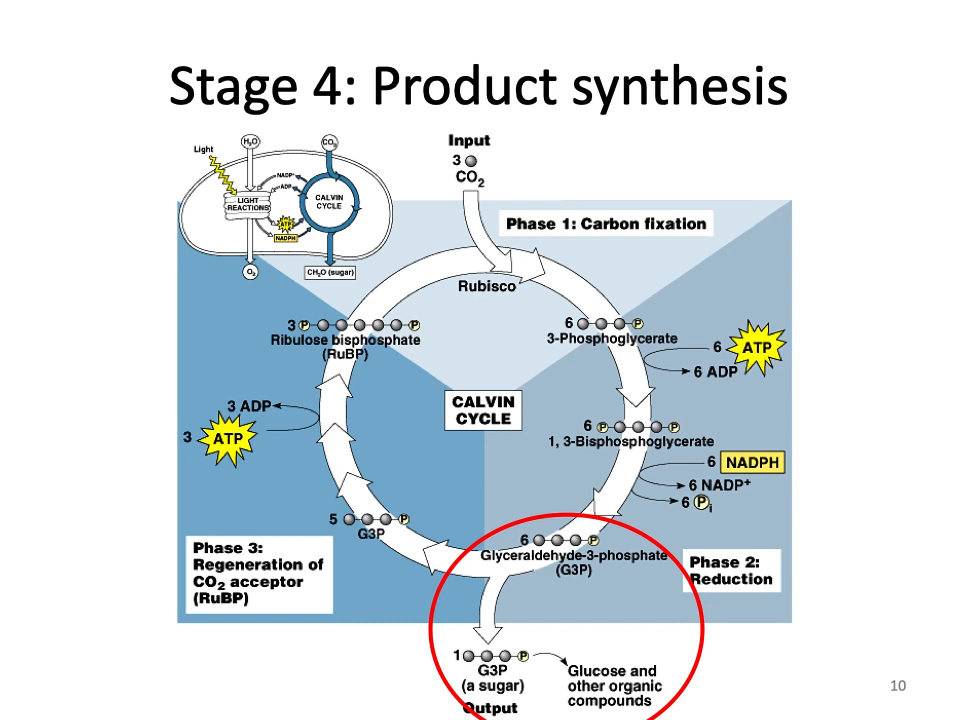 Stage 4: Product synthesis
H₂O
CO₂
Light
NADP⁺
ADP
LIGHT
REACTIONS
CALVIN
CYCLE
ATP
NADPH
O₂
CH₂O (sugar)
Input
3
CO₂
Phase 1: Carbon fixation
Rubisco
3 P P
Ribulose bisphosphate
(RuBP)
6 P
3-Phosphoglycerate
6 ATP
6 ADP
CALVIN
CYCLE
6 P P
1, 3-Bisphosphoglycerate
6 NADPH
6 NADP⁺
6 Pi
3 ADP
3 ATP
5 P
G3P
6 P
Glyceraldehyde-3-phosphate
(G3P)
Phase 3:
Regeneration of
CO₂ acceptor
(RuBP)
Phase 2:
Reduction
1 P
G3P
(a sugar)
Output
Glucose and
other organic
compounds
10